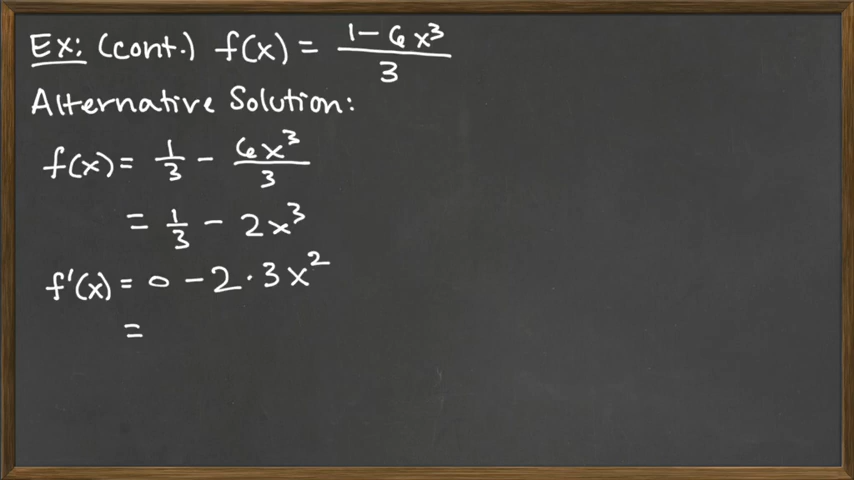 Ex: (cont.) f(x) = (1 - 6x³)/3
Alternative Solution:
f(x) = 1/3 - 6x³/3
= 1/3 - 2x³
f'(x) = 0 - 2 · 3x²
=